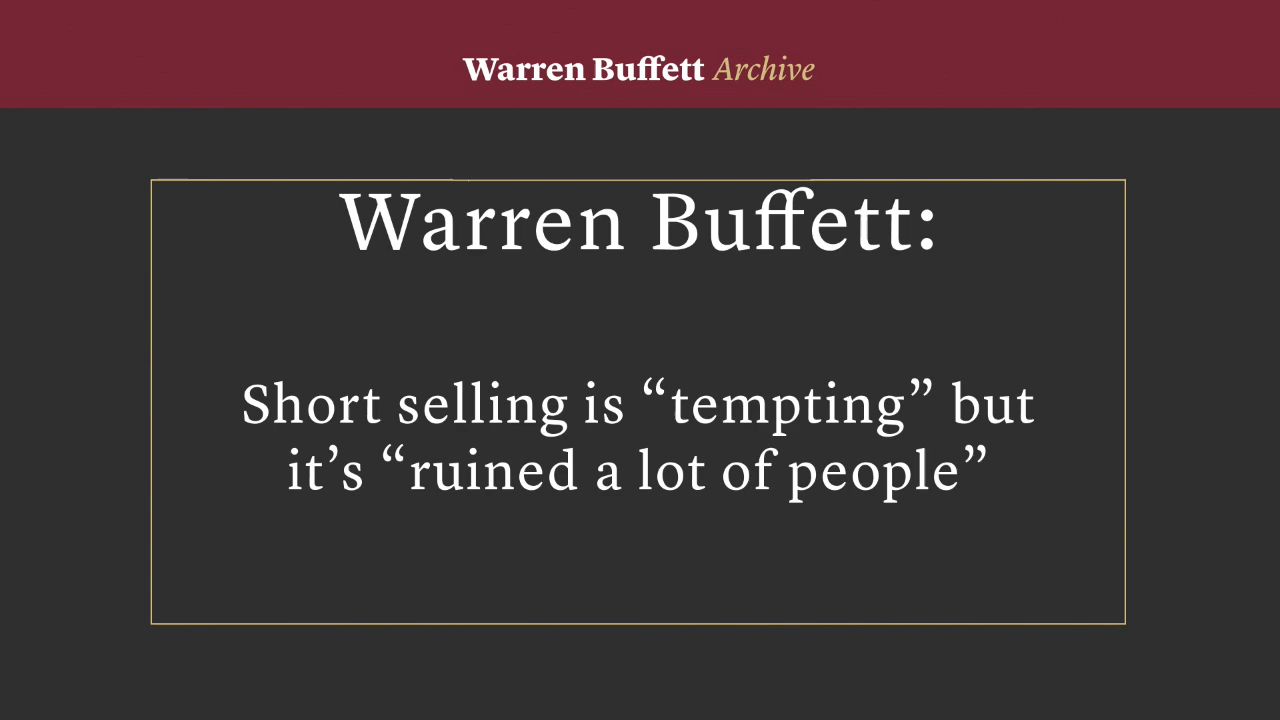 Warren Buffett Archive
Warren Buffett:
Short selling is “tempting” but
it’s “ruined a lot of people”